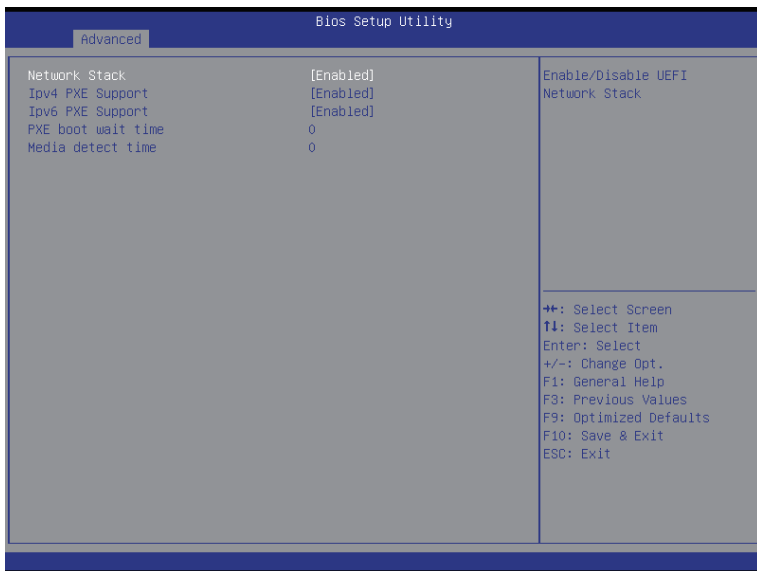 Bios Setup Utility
Advanced
Network Stack [Enabled]
Ipv4 PXE Support [Enabled]
Ipv6 PXE Support [Enabled]
PXE boot wait time 0
Media detect time 0
Enable/Disable UEFI
Network Stack
→←: Select Screen
↑↓: Select Item
Enter: Select
+/-: Change Opt.
F1: General Help
F3: Previous Values
F9: Optimized Defaults
F10: Save & Exit
ESC: Exit